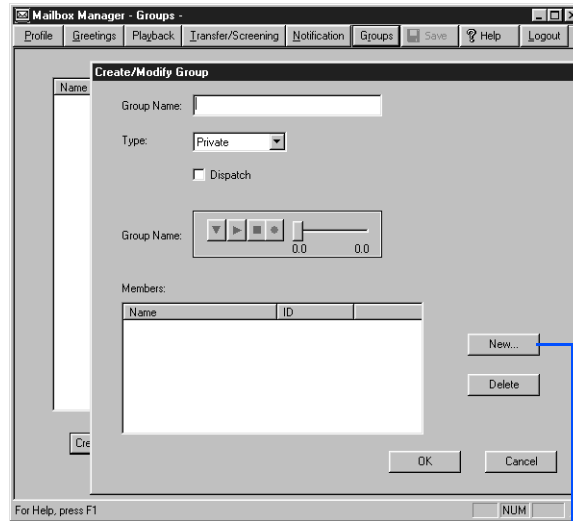 Mailbox Manager - Groups -
Profile Greetings Playback Transfer/Screening Notification Groups Save Help Logout
Create/Modify Group
Name
Group Name:
Type: Private
Dispatch
Group Name:
0.0 0.0
Members:
Name ID
New...
Delete
Cre
OK Cancel
For Help, press F1 NUM